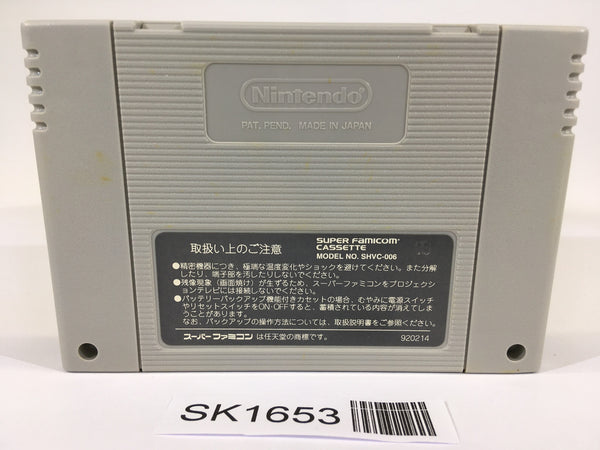 Nintendo
PAT. PEND. MADE IN JAPAN
取扱い上のご注意
SUPER FAMICOM
CASSETTE
MODEL NO. SHVC-006
●精密機器につき、極端な温度変化やショックを避けてください。また分解
したり、端子部を汚したりしないでください。
●残像現象(画面焼け)が生ずるため、スーパーファミコンをプロジェクシ
ョンテレビには接続しないでください。
●バッテリーバックアップ機能付きカセットの場合、むやみに電源スイッチ
やリセットスイッチをON·OFFすると、蓄積されている内容が消えてしま
うことがあります。
なお、バックアップの操作方法については、取扱説明書をご参照ください。
スーパーファミコン は任天堂の商標です。
920214
SK1653